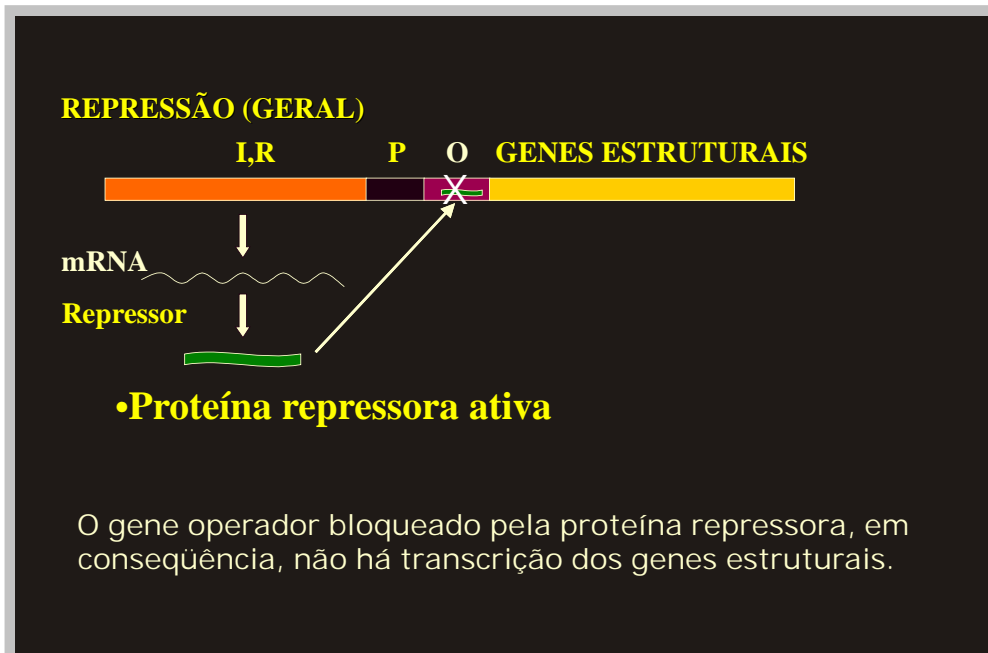 REPRESSÃO (GERAL)
I,R P O GENES ESTRUTURAIS
X
mRNA
Repressor
•Proteína repressora ativa
O gene operador bloqueado pela proteína repressora, em
conseqüência, não há transcrição dos genes estruturais.